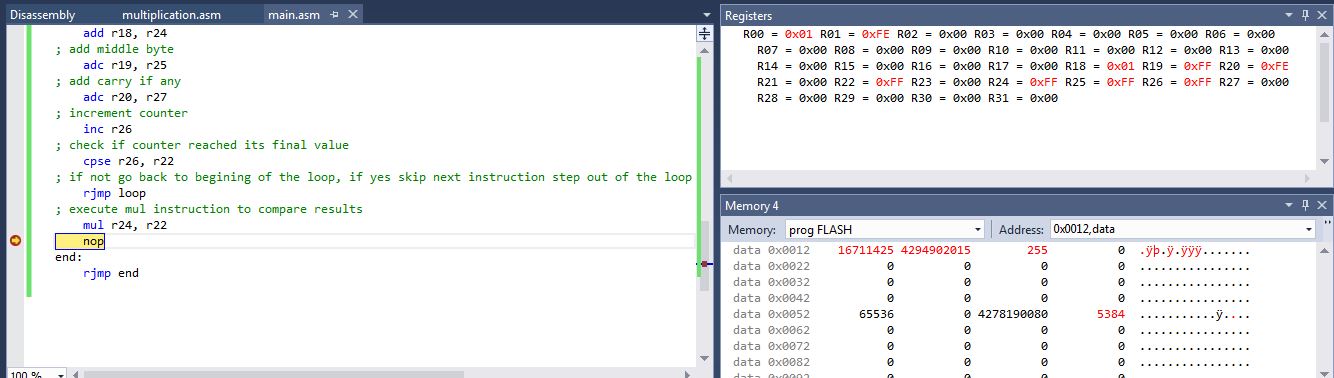 Disassembly multiplication.asm main.asm
add r18, r24
; add middle byte
adc r19, r25
; add carry if any
adc r20, r27
; increment counter
inc r26
; check if counter reached its final value
cpse r26, r22
; if not go back to begining of the loop, if yes skip next instruction step out of the loop
rjmp loop
; execute mul instruction to compare results
mul r24, r22
nop
end:
rjmp end
100 %
Registers
R00 = 0x01 R01 = 0xFE R02 = 0x00 R03 = 0x00 R04 = 0x00 R05 = 0x00 R06 = 0x00
R07 = 0x00 R08 = 0x00 R09 = 0x00 R10 = 0x00 R11 = 0x00 R12 = 0x00 R13 = 0x00
R14 = 0x00 R15 = 0x00 R16 = 0x00 R17 = 0x00 R18 = 0x01 R19 = 0xFF R20 = 0xFE
R21 = 0x00 R22 = 0xFF R23 = 0x00 R24 = 0xFF R25 = 0xFF R26 = 0xFF R27 = 0x00
R28 = 0x00 R29 = 0x00 R30 = 0x00 R31 = 0x00
Memory 4
Memory: prog FLASH Address: 0x0012,data
data 0x0012 16711425 4294902015 255 0 .ÿþ.ÿ.ÿÿÿ.......
data 0x0022 0 0 0 0 ................
data 0x0032 0 0 0 0 ................
data 0x0042 0 0 0 0 ................
data 0x0052 65536 0 4278190080 5384 ...........ÿ....
data 0x0062 0 0 0 0 ................
data 0x0072 0 0 0 0 ................
data 0x0082 0 0 0 0 ................
data 0x0092 0 0 0 0